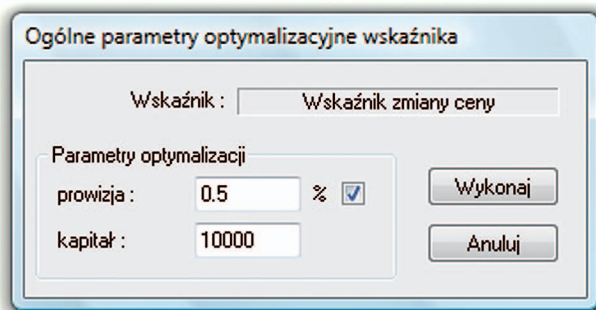 Ogólne parametry optymalizacyjne wskaźnika
Wskaźnik : Wskaźnik zmiany ceny
Parametry optymalizacji
prowizja : 0.5 %
kapitał : 10000
Wykonaj
Anuluj